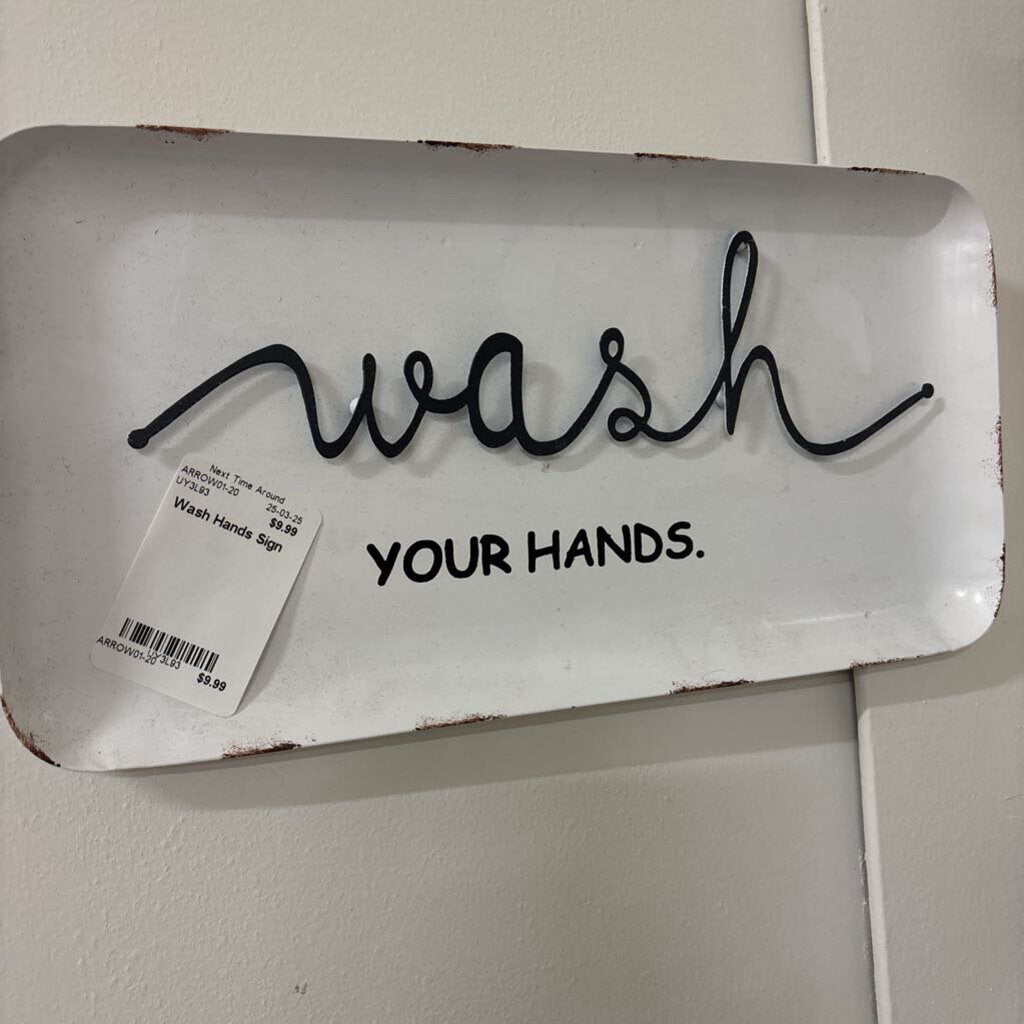 wash
YOUR HANDS.
Next Time Around
ARROW01-20 25-03-25
UY3L93 $9.99
Wash Hands Sign
ARROW01-20 UY3L93
$9.99